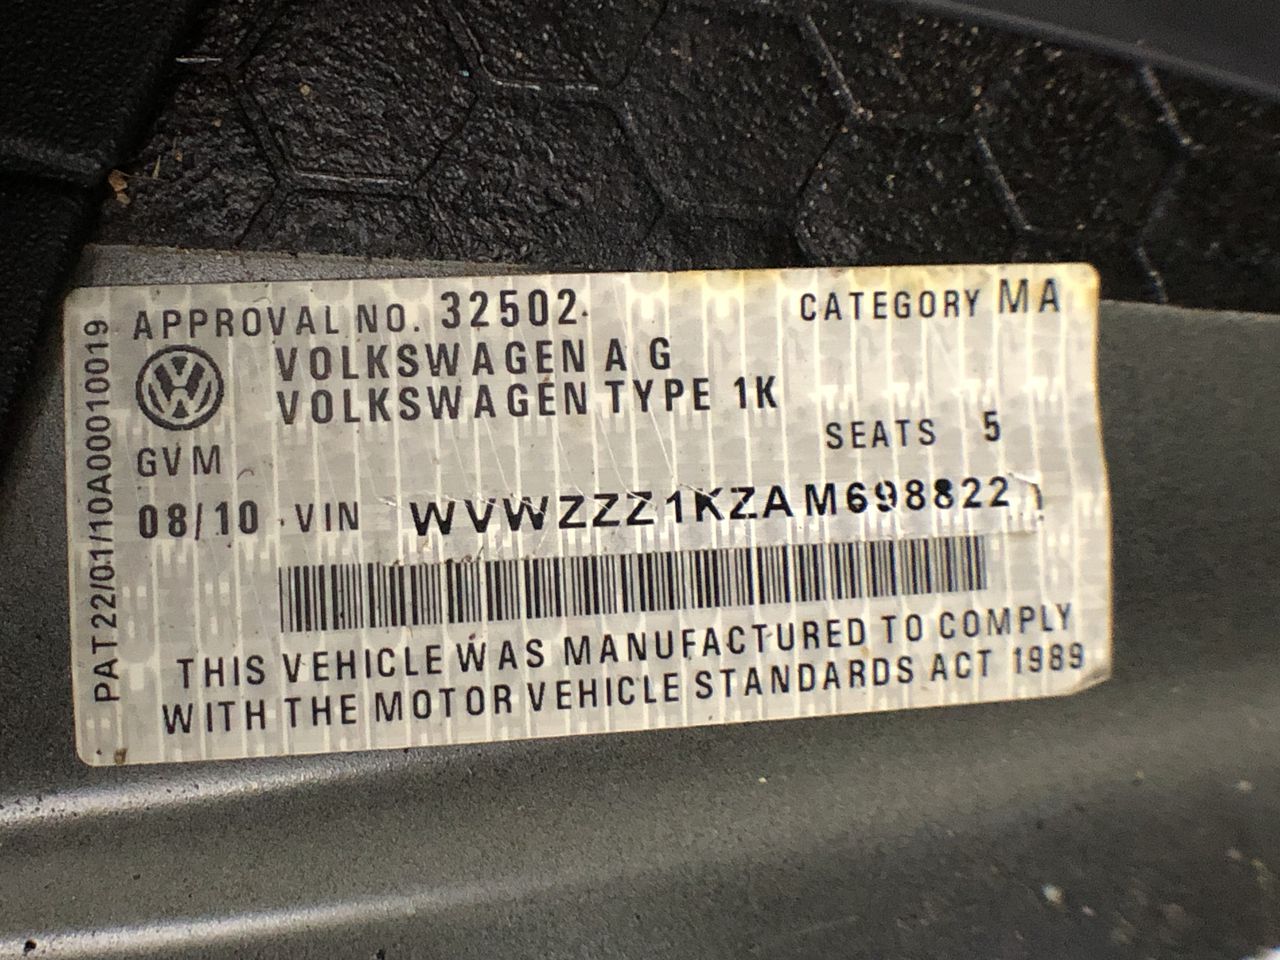 APPROVAL NO. 32502 CATEGORY MA
VOLKSWAGEN A G
VOLKSWAGEN TYPE 1K
GVM SEATS 5
08/10 VIN WVWZZZ1KZAM698822
THIS VEHICLE WAS MANUFACTURED TO COMPLY
WITH THE MOTOR VEHICLE STANDARDS ACT 1989
PAT22/01/10A00010019